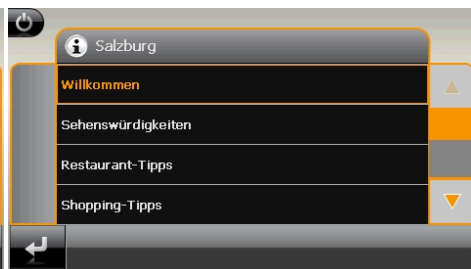 Salzburg
Willkommen
Sehenswürdigkeiten
Restaurant-Tipps
Shopping-Tipps